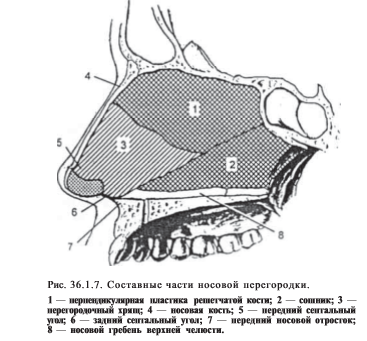 4
1
5
3
2
6
7
8
Рис. 36.1.7. Составные части носовой перегородки.
1 — перпендикулярная пластика решетчатой кости; 2 — сошник; 3 —
перегородочный хрящ; 4 — носовая кость; 5 — передний септальный
угол; 6 — задний септальный угол; 7 — передний носовой отросток;
8 — носовой гребень верхней челюсти.